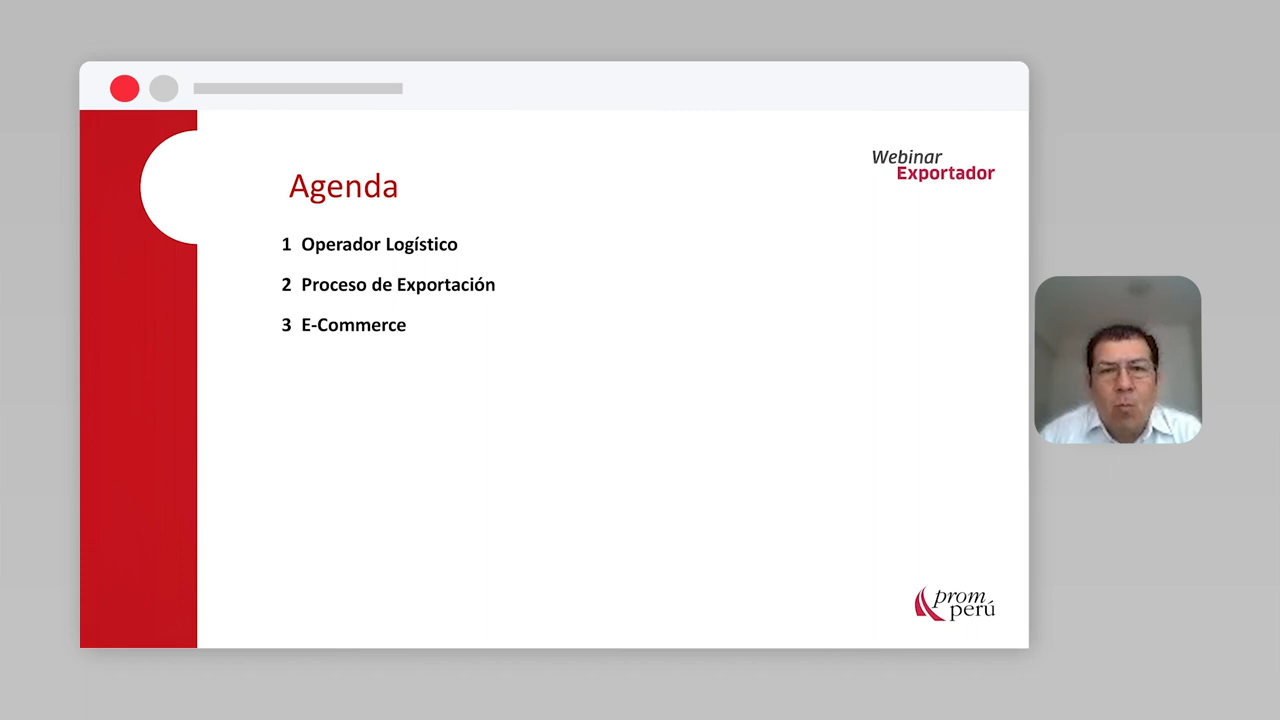 Webinar
Exportador
Agenda
1 Operador Logístico
2 Proceso de Exportación
3 E-Commerce
prom
perú